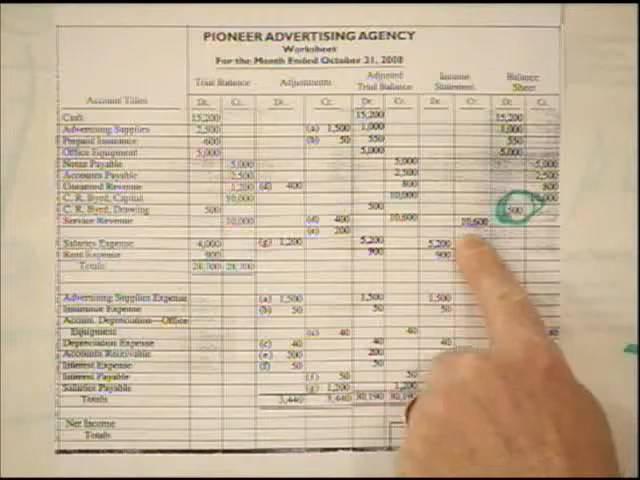 PIONEER ADVERTISING AGENCY
Worksheet
For the Month Ended October 31, 2008
Trial Balance Adjustments Adjusted Trial Balance Income Statement Balance Sheet
Account Titles Dr. Cr. Dr. Cr. Dr. Cr. Dr. Cr. Dr. Cr.
Cash 15,200 15,200 15,200
Advertising Supplies 2,500 (a) 1,500 1,000 1,000
Prepaid Insurance 600 (b) 50 550 550
Office Equipment 5,000 5,000 5,000
Notes Payable 5,000 5,000 5,000
Accounts Payable 2,500 2,500 2,500
Unearned Revenue 1,200 (d) 400 800 800
C. R. Byrd, Capital 10,000 10,000 10,000
C. R. Byrd, Drawing 500 500 500
Service Revenue 10,000 (d) 400 10,600 10,600
(e) 200
Salaries Expense 4,000 (g) 1,200 5,200 5,200
Rent Expense 900 900 900
Totals 28,700 28,700
Advertising Supplies Expense (a) 1,500 1,500 1,500
Insurance Expense (b) 50 50 50
Accum. Depreciation—Office
Equipment (c) 40 40
Depreciation Expense (c) 40 40 40
Accounts Receivable (e) 200 200
Interest Expense (f) 50 50
Interest Payable (f) 50 50
Salaries Payable (g) 1,200 1,200
Totals 3,440 3,440 30,190 30,190
Net Income
Totals